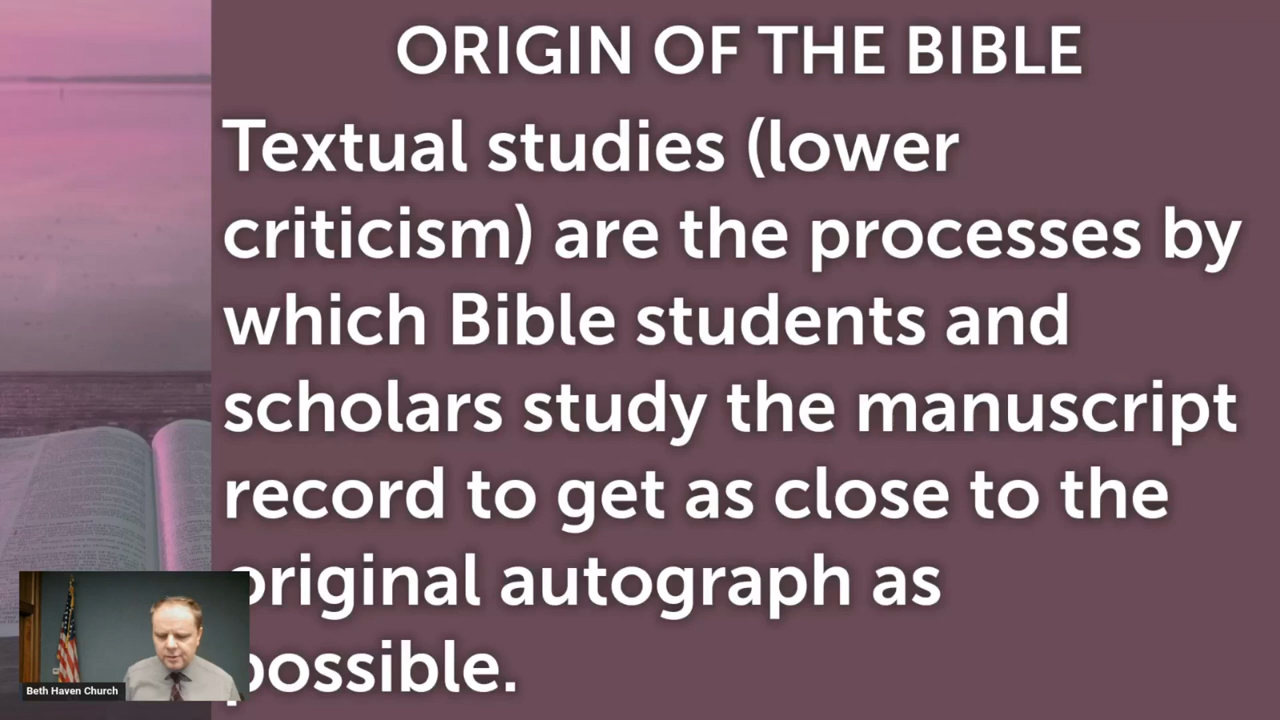 ORIGIN OF THE BIBLE
Textual studies (lower
criticism) are the processes by
which Bible students and
scholars study the manuscript
record to get as close to the
original autograph as
possible.
Beth Haven Church